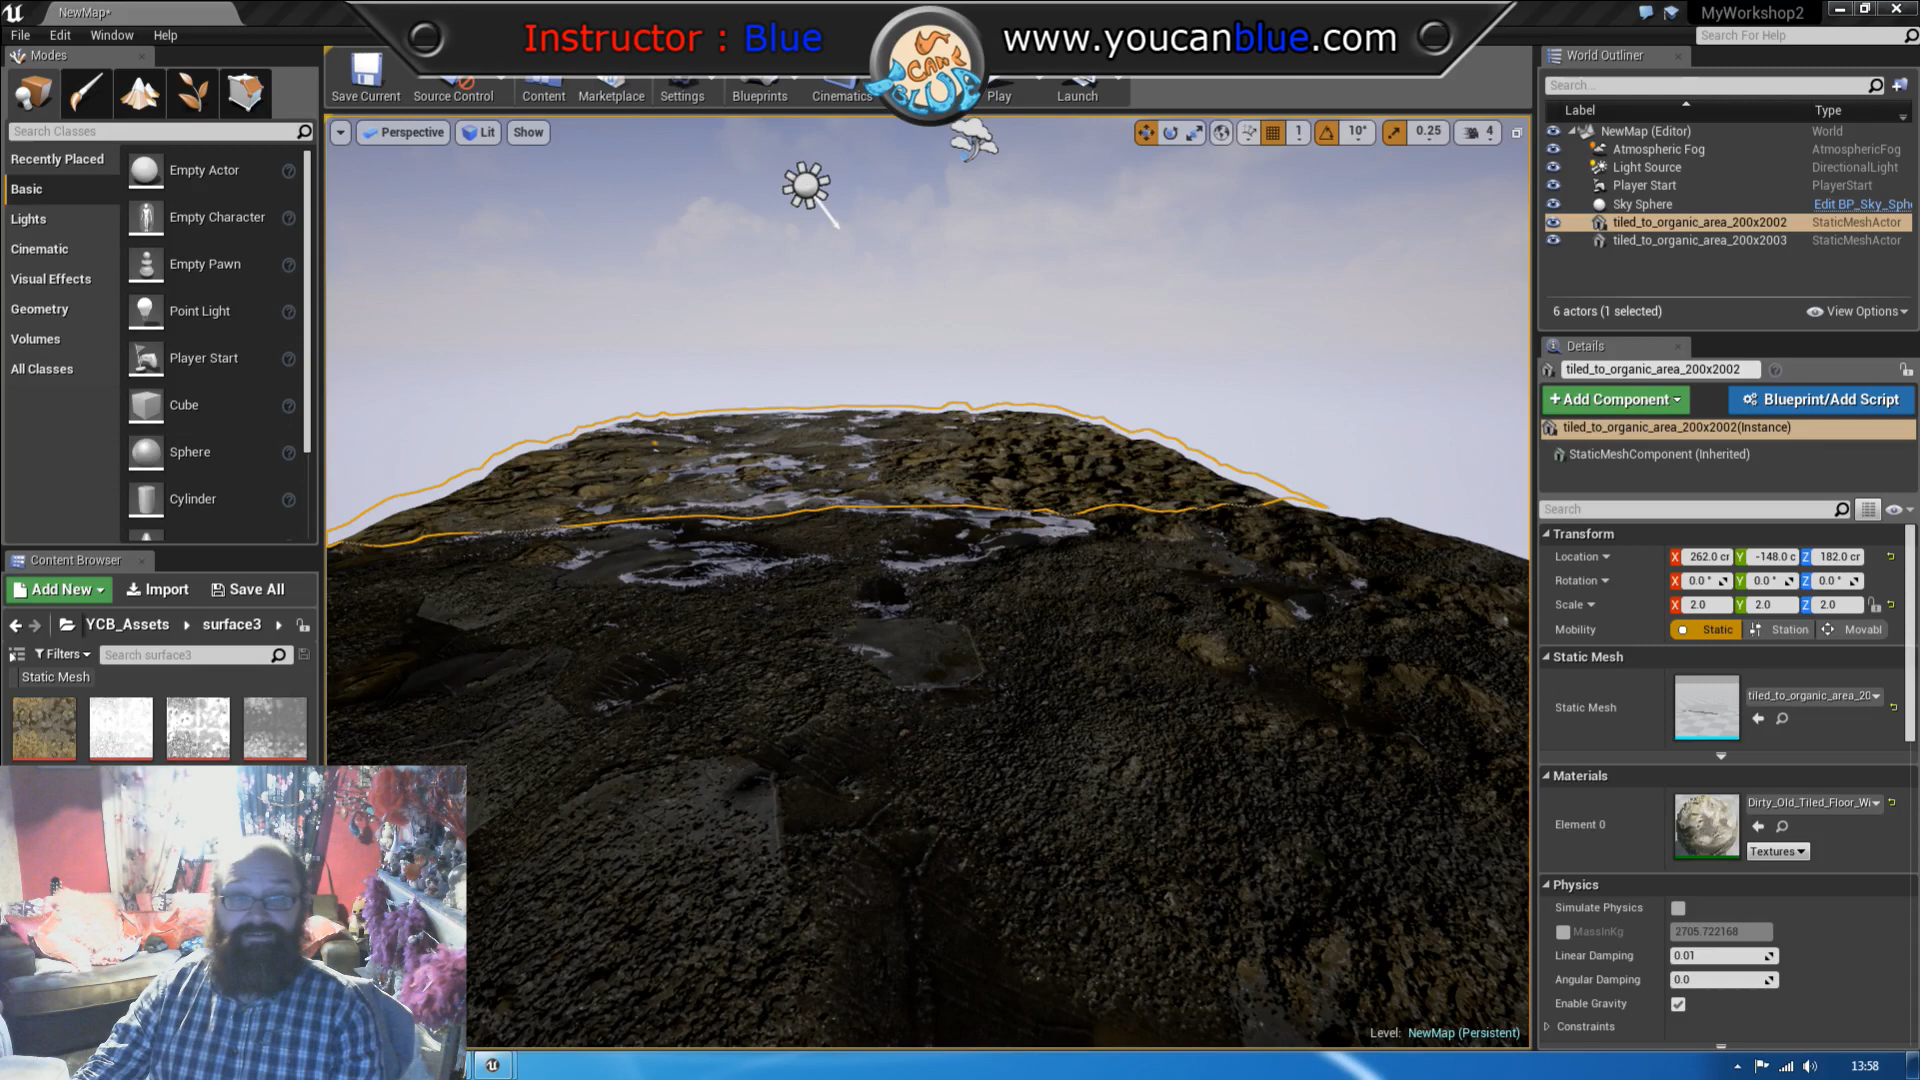 NewMap*
Instructor : Blue
CAN
BLUE
www.youcanblue.com
MyWorkshop2
File Edit Window Help
Search For Help
Modes
Save Current Source Control Content Marketplace Settings Blueprints Cinematics Play Launch
Search Classes
Recently Placed
Basic
Lights
Cinematic
Visual Effects
Geometry
Volumes
All Classes
Empty Actor
Empty Character
Empty Pawn
Point Light
Player Start
Cube
Sphere
Cylinder
Perspective Lit Show
1 10° 0.25 4
World Outliner
Search...
Label Type
NewMap (Editor) World
Atmospheric Fog AtmosphericFog
Light Source DirectionalLight
Player Start PlayerStart
Sky Sphere Edit BP_Sky_Sph
tiled_to_organic_area_200x2002 StaticMeshActor
tiled_to_organic_area_200x2003 StaticMeshActor
6 actors (1 selected) View Options
Details
tiled_to_organic_area_200x2002
+Add Component Blueprint/Add Script
tiled_to_organic_area_200x2002(Instance)
StaticMeshComponent (Inherited)
Search
Transform
Location X 262.0 cr Y -148.0 c Z 182.0 cr
Rotation X 0.0 ° Y 0.0 ° Z 0.0 °
Scale X 2.0 Y 2.0 Z 2.0
Mobility Static Station Movabl
Static Mesh
Static Mesh tiled_to_organic_area_20
Materials
Element 0 Dirty_Old_Tiled_Floor_Wi
Textures
Physics
Simulate Physics
MassInKg 2705.722168
Linear Damping 0.01
Angular Damping 0.0
Enable Gravity
Constraints
Content Browser
Add New Import Save All
YCB_Assets surface3
Filters Search surface3
Static Mesh
Level: NewMap (Persistent)
13:58